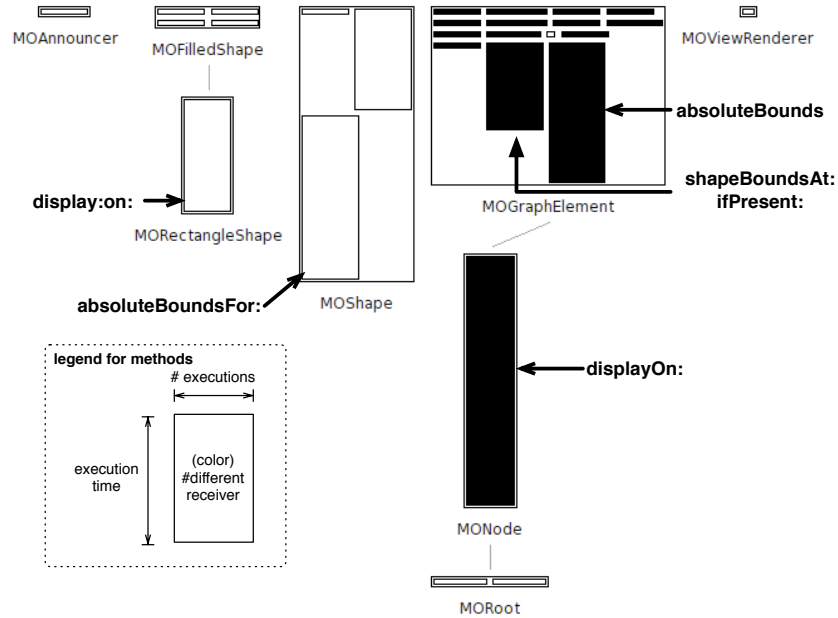 MOAnnouncer
MOFilledShape
MOViewRenderer
absoluteBounds
shapeBoundsAt:
ifPresent:
display:on:
MOGraphElement
MORectangleShape
absoluteBoundsFor:
MOShape
legend for methods
# executions
execution
time
(color)
#different
receiver
displayOn:
MONode
MORoot